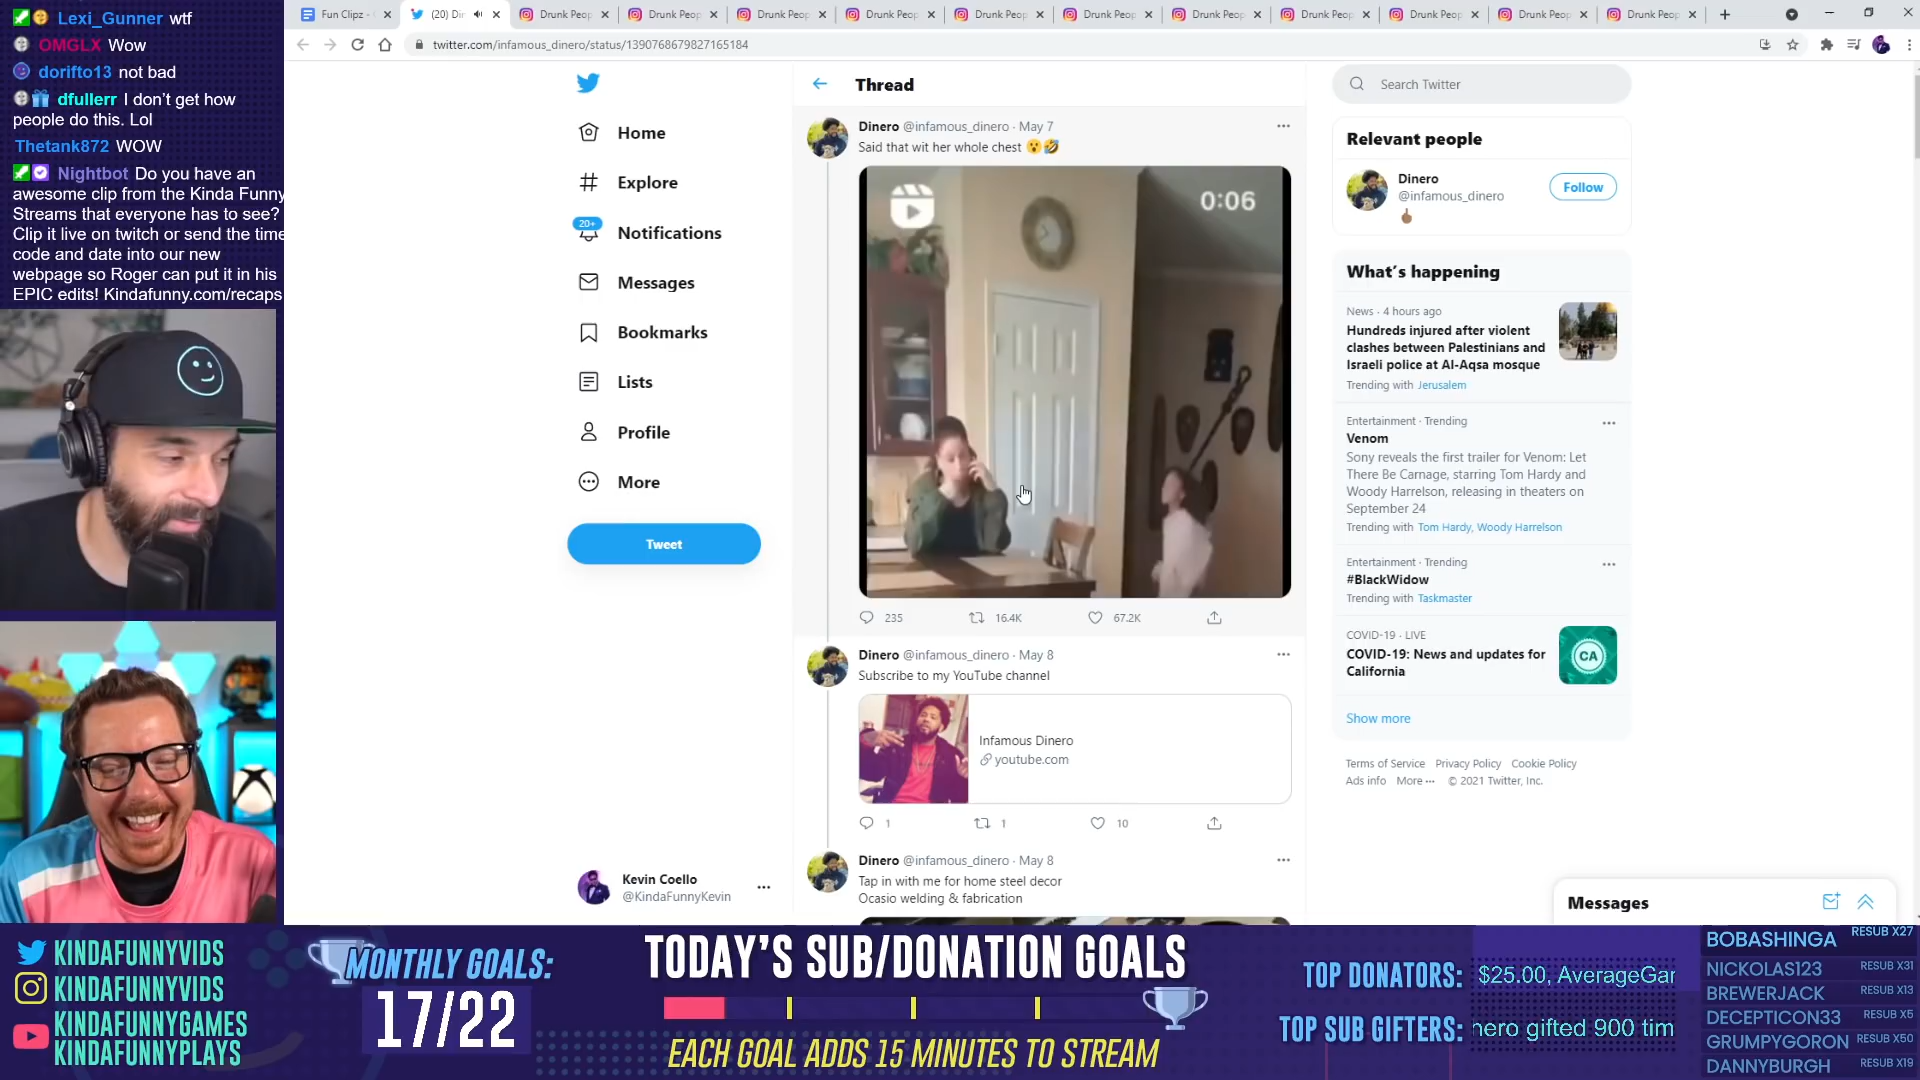 Lexi_Gunner wtf
OMGLX Wow
dorifto13 not bad
dfullerr I don't get how
people do this. Lol
Thetank872 WOW
Nightbot Do you have an
awesome clip from the Kinda Funny
Streams that everyone has to see?
Clip it live on twitch or send the time
code and date into our new
webpage so Roger can put it in his
EPIC edits! Kindafunny.com/recaps
Fun Clipz -
(20) Di
Drunk Peop
Drunk Peop
Drunk Peop
Drunk Peop
Drunk Peop
Drunk Peop
Drunk Peop
Drunk Peop
Drunk Peop
Drunk Peop
Drunk Peop
twitter.com/infamous_dinero/status/1390768679827165184
Home
Explore
20+
Notifications
Messages
Bookmarks
Lists
Profile
More
Tweet
Kevin Coello
@KindaFunnyKevin
Thread
Dinero @infamous_dinero · May 7
Said that wit her whole chest 😮🤣
0:06
235 16.4K 67.2K
Dinero @infamous_dinero · May 8
Subscribe to my YouTube channel
Infamous Dinero
youtube.com
1 1 10
Dinero @infamous_dinero · May 8
Tap in with me for home steel decor
Ocasio welding & fabrication
Search Twitter
Relevant people
Dinero
@infamous_dinero
Follow
What's happening
News · 4 hours ago
Hundreds injured after violent
clashes between Palestinians and
Israeli police at Al-Aqsa mosque
Trending with Jerusalem
Entertainment · Trending
Venom
Sony reveals the first trailer for Venom: Let
There Be Carnage, starring Tom Hardy and
Woody Harrelson, releasing in theaters on
September 24
Trending with Tom Hardy, Woody Harrelson
Entertainment · Trending
#BlackWidow
Trending with Taskmaster
COVID-19 · LIVE
COVID-19: News and updates for
California
CA
Show more
Terms of Service Privacy Policy Cookie Policy
Ads info More ··· © 2021 Twitter, Inc.
Messages
KINDAFUNNYVIDS
KINDAFUNNYVIDS
KINDAFUNNYGAMES
KINDAFUNNYPLAYS
MONTHLY GOALS:
17/22
TODAY'S SUB/DONATION GOALS
EACH GOAL ADDS 15 MINUTES TO STREAM
TOP DONATORS: $25.00, AverageGar
TOP SUB GIFTERS: nero gifted 900 tim
BOBASHINGA RESUB X27
NICKOLAS123 RESUB X31
BREWERJACK RESUB X13
DECEPTICON33 RESUB X5
GRUMPYGORON RESUB X50
DANNYBURGH RESUB X19